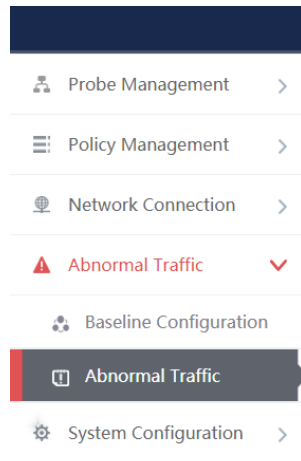 Probe Management
Policy Management
Network Connection
Abnormal Traffic
Baseline Configuration
Abnormal Traffic
System Configuration